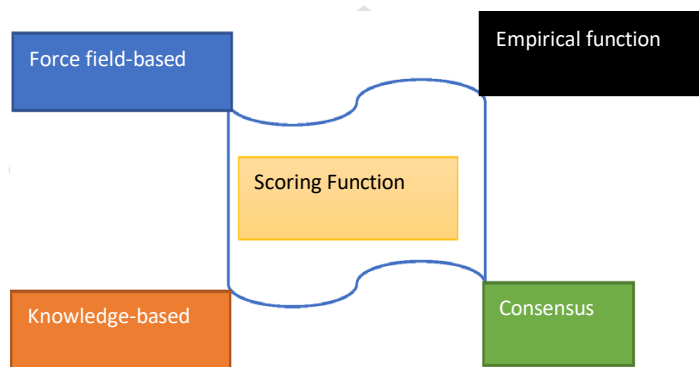 Force field-based
Empirical function
Scoring Function
Knowledge-based
Consensus